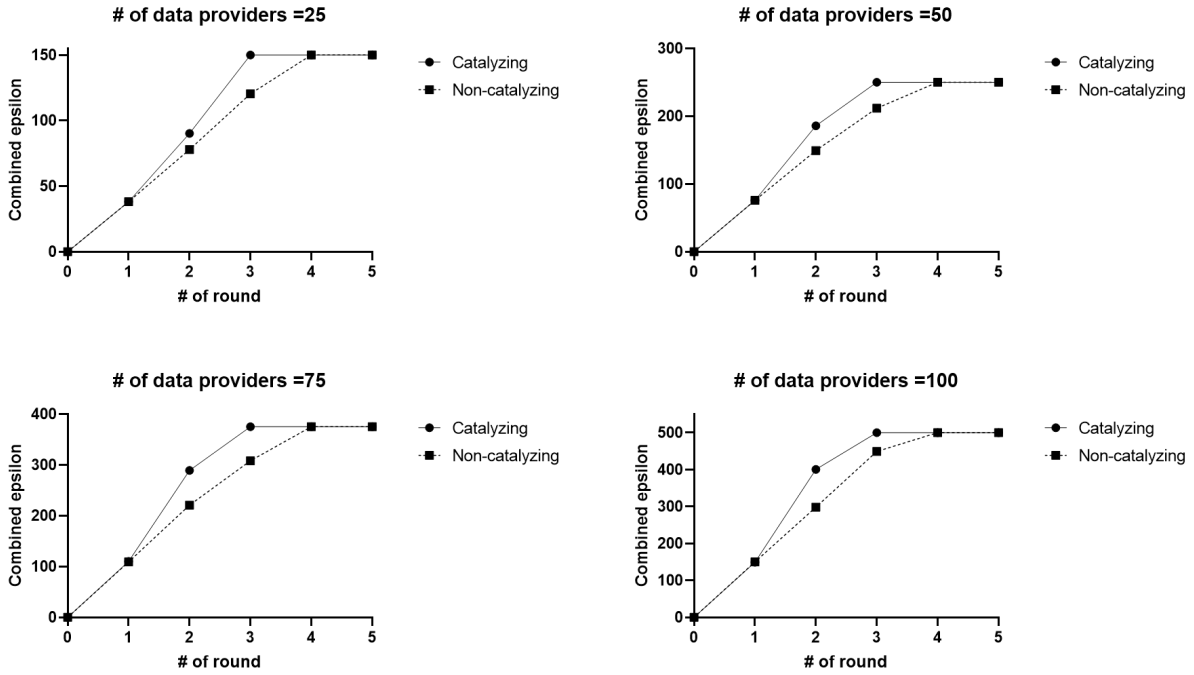 # of data providers =25
150
100
50
0
Combined epsilon
0 1 2 3 4 5
# of round
Catalyzing
Non-catalyzing
# of data providers =50
300
200
100
0
Combined epsilon
0 1 2 3 4 5
# of round
Catalyzing
Non-catalyzing
# of data providers =75
400
300
200
100
0
Combined epsilon
0 1 2 3 4 5
# of round
Catalyzing
Non-catalyzing
# of data providers =100
500
400
300
200
100
0
Combined epsilon
0 1 2 3 4 5
# of round
Catalyzing
Non-catalyzing